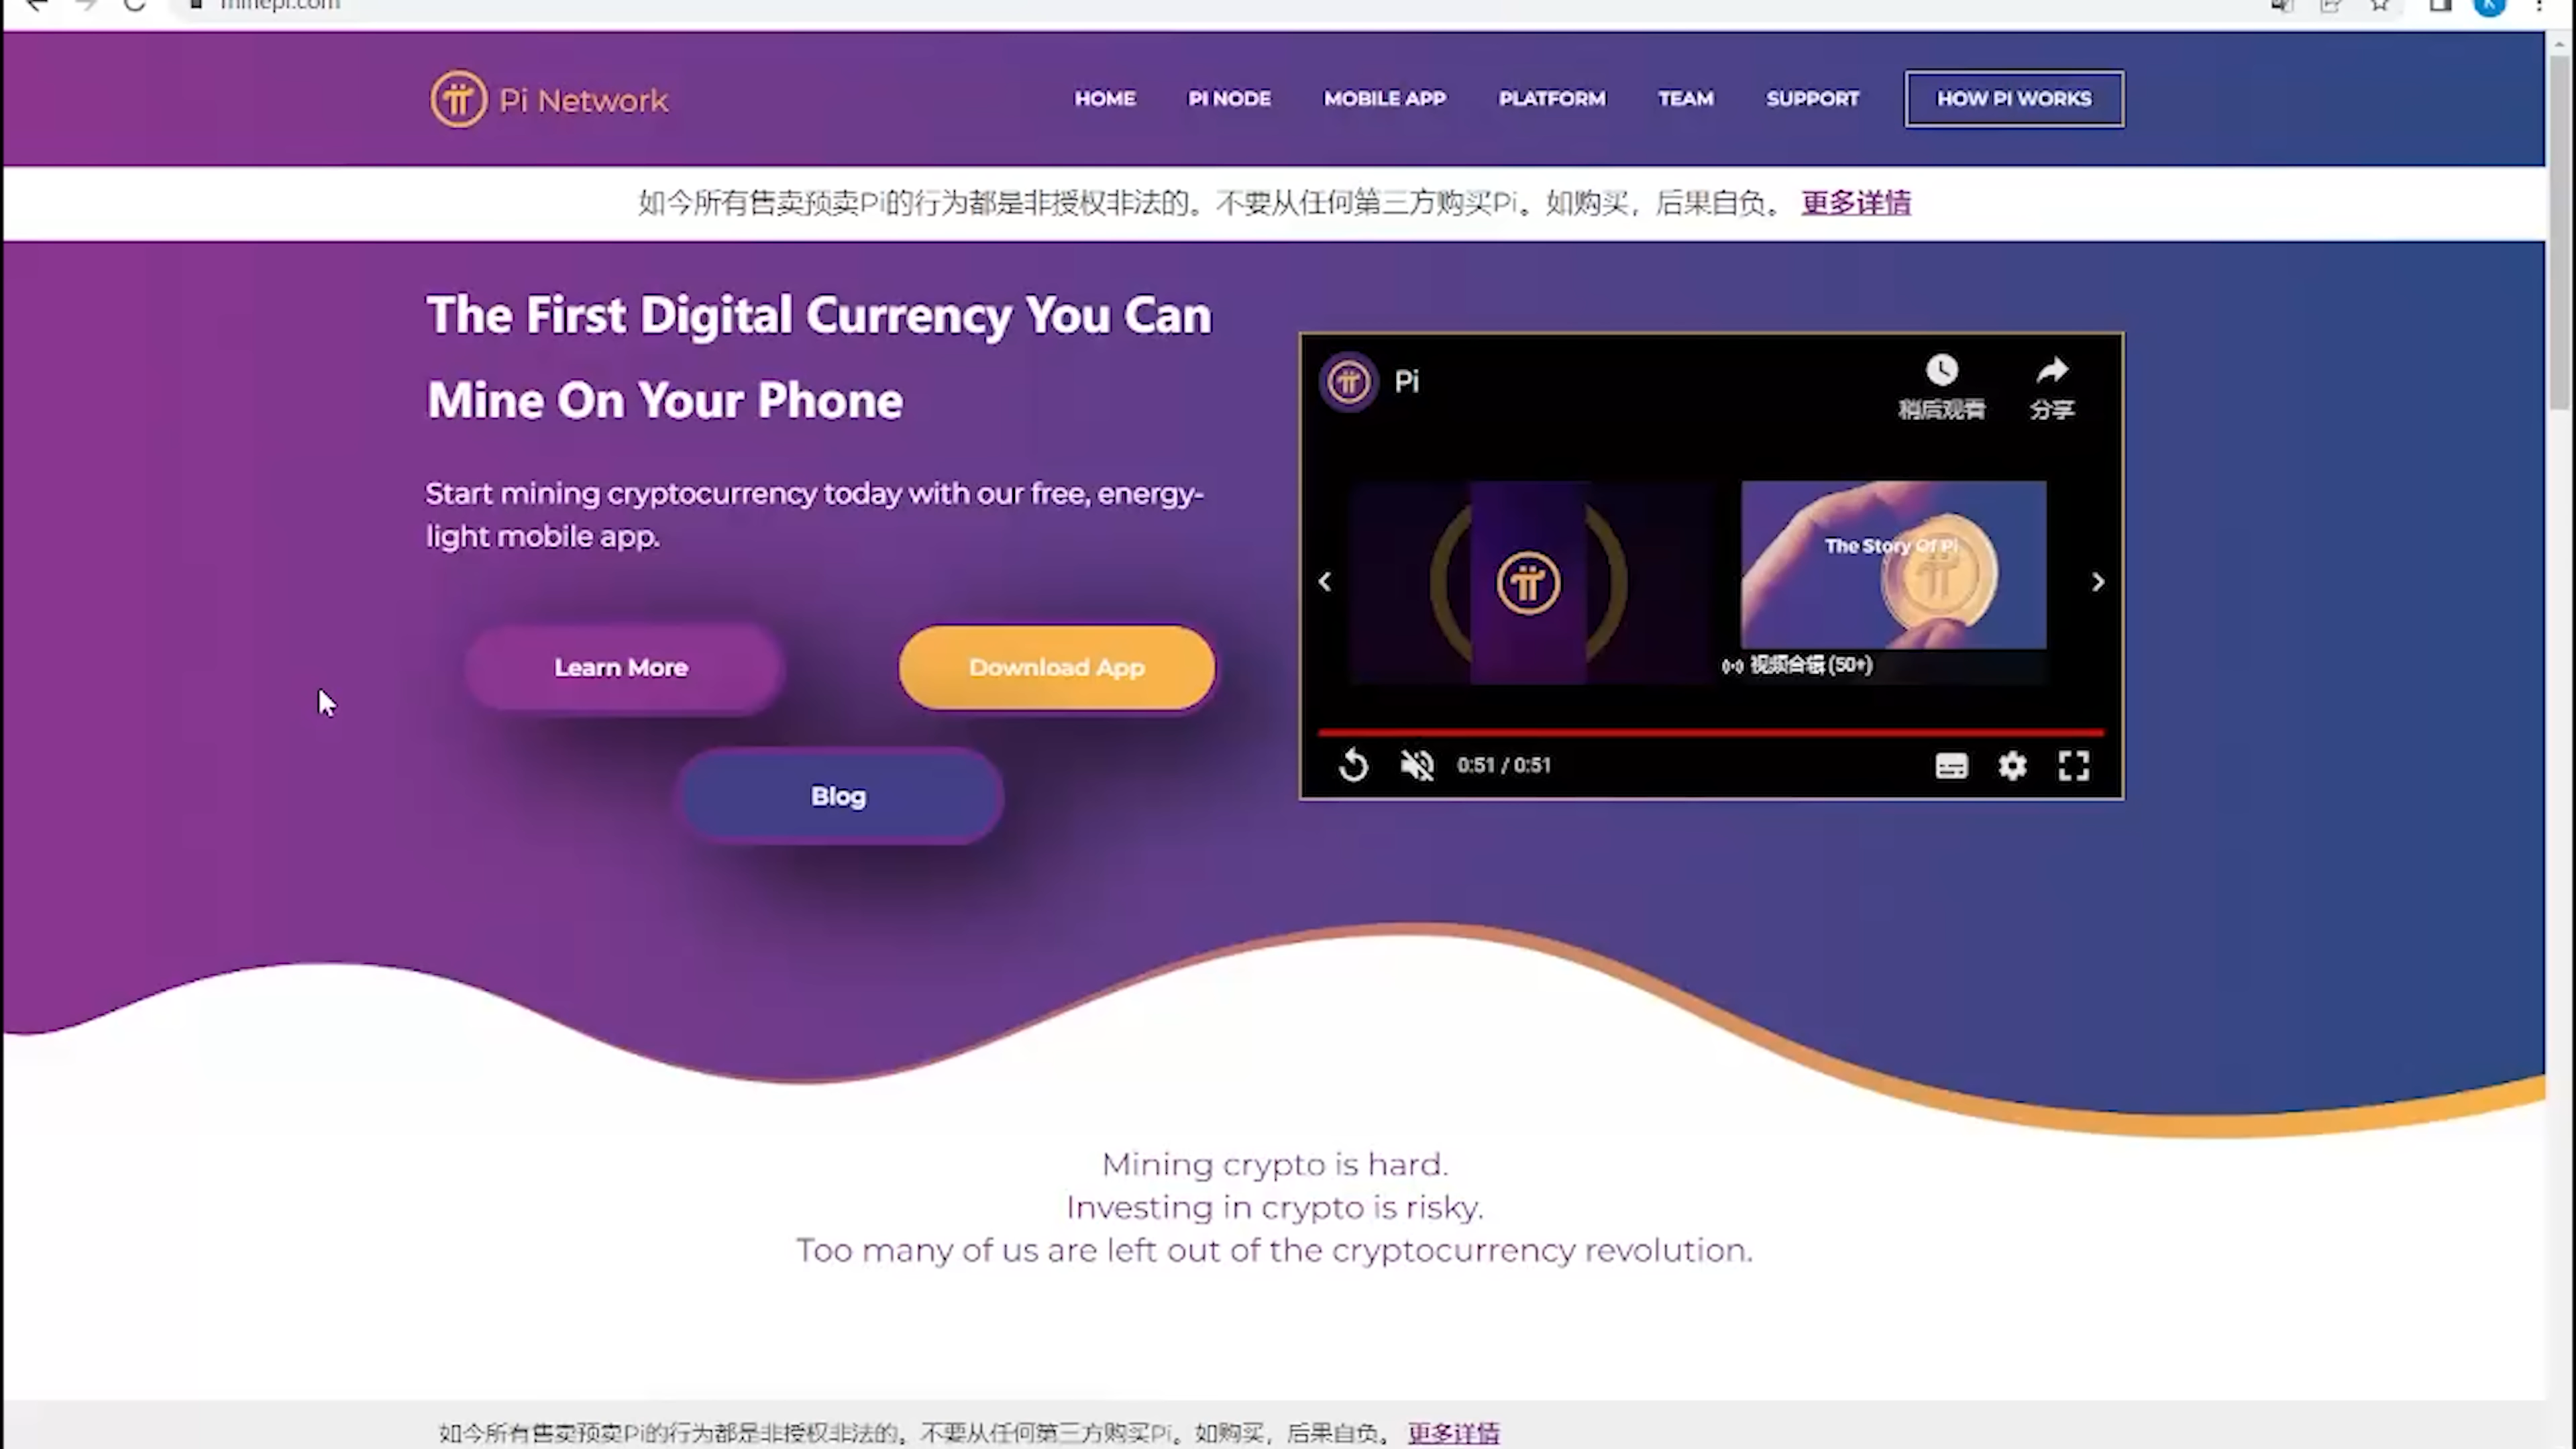 minepi.com
Pi Network
HOME PI NODE MOBILE APP PLATFORM TEAM SUPPORT HOW PI WORKS
如今所有售卖预卖Pi的行为都是非授权非法的。不要从任何第三方购买Pi。如购买，后果自负。 更多详情
The First Digital Currency You Can
Mine On Your Phone
Start mining cryptocurrency today with our free, energy-
light mobile app.
Learn More
Download App
Blog
Pi
稍后观看
分享
The Story Of Pi
视频合辑 (50+)
0:51 / 0:51
Mining crypto is hard.
Investing in crypto is risky.
Too many of us are left out of the cryptocurrency revolution.
如今所有售卖预卖Pi的行为都是非授权非法的。不要从任何第三方购买Pi。如购买，后果自负。 更多详情